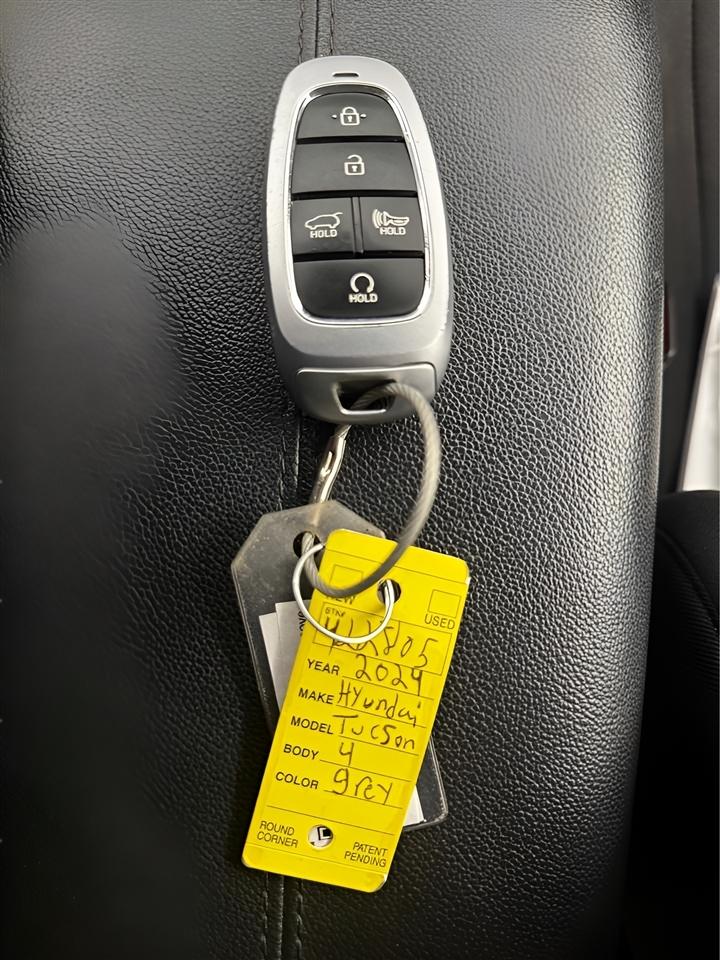 HOLD HOLD
HOLD
NEW USED
STK#
YEAR 2024
MAKE Hyundai
MODEL Tucson
BODY 4
COLOR grey
ROUND CORNER
PATENT PENDING